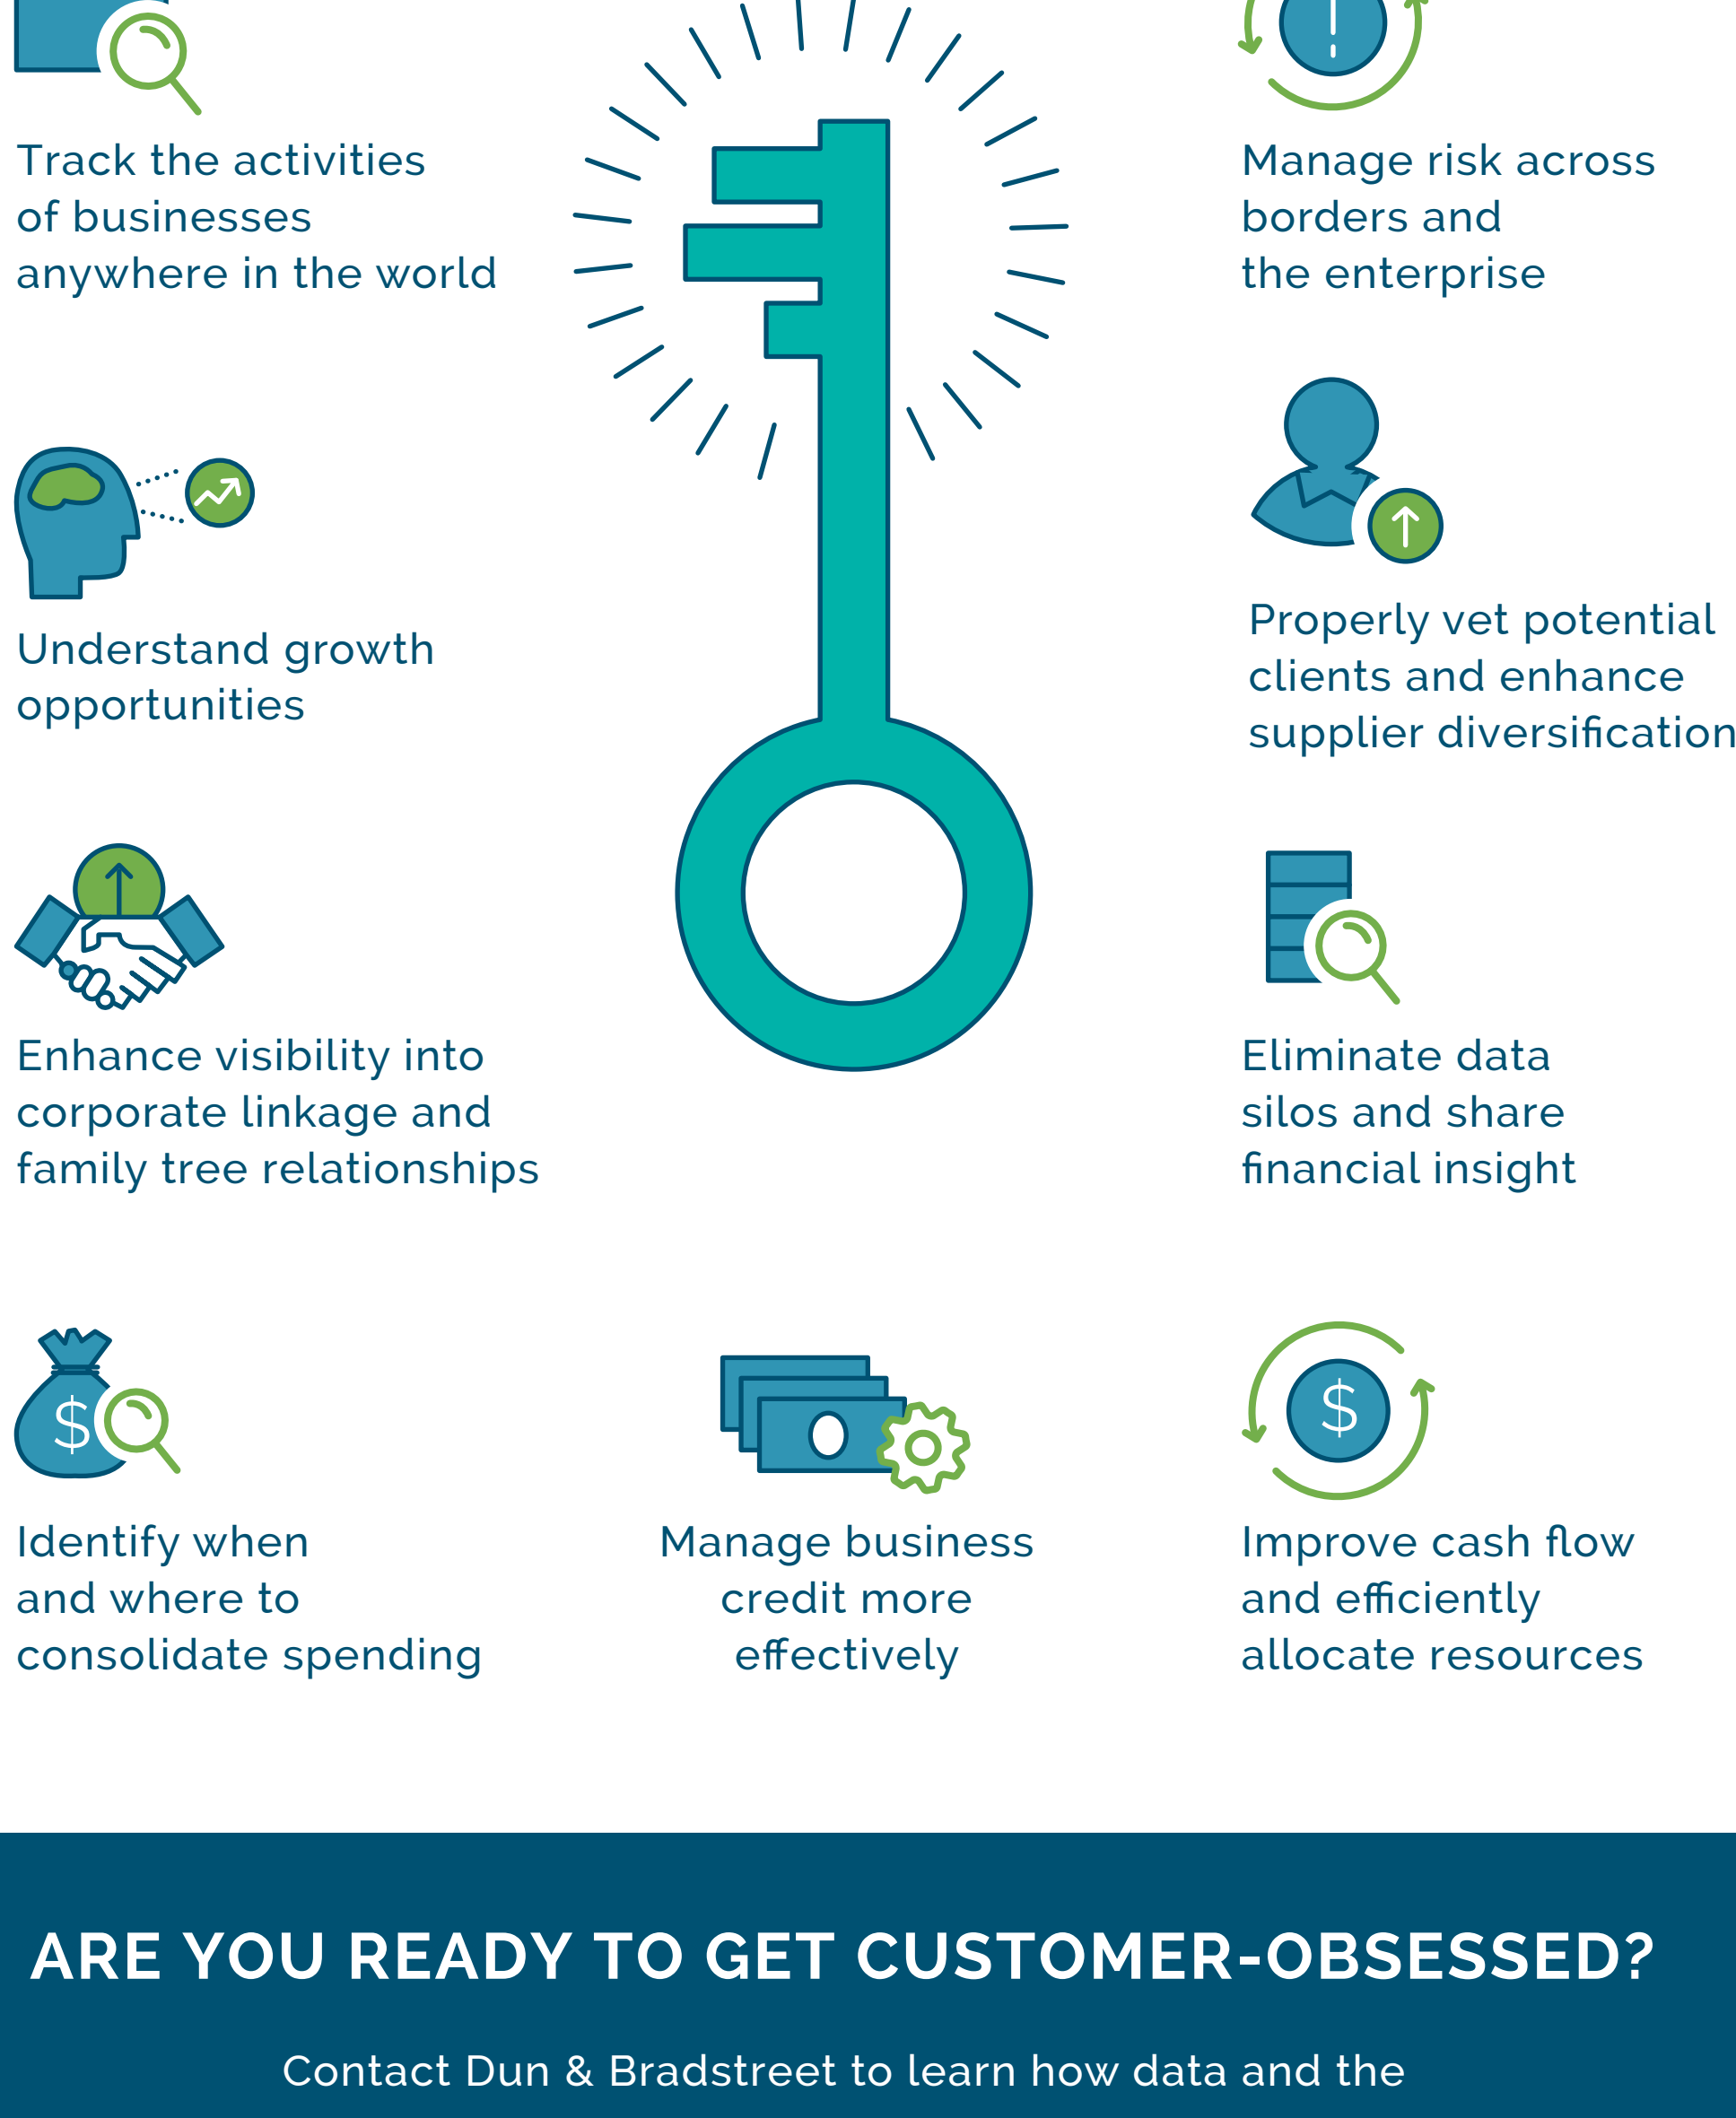 Track the activities
of businesses
anywhere in the world
Manage risk across
borders and
the enterprise
Understand growth
opportunities
Properly vet potential
clients and enhance
supplier diversification
Enhance visibility into
corporate linkage and
family tree relationships
Eliminate data
silos and share
financial insight
$
Identify when
and where to
consolidate spending
Manage business
credit more
effectively
$
Improve cash flow
and efficiently
allocate resources
ARE YOU READY TO GET CUSTOMER-OBSESSED?
Contact Dun & Bradstreet to learn how data and the